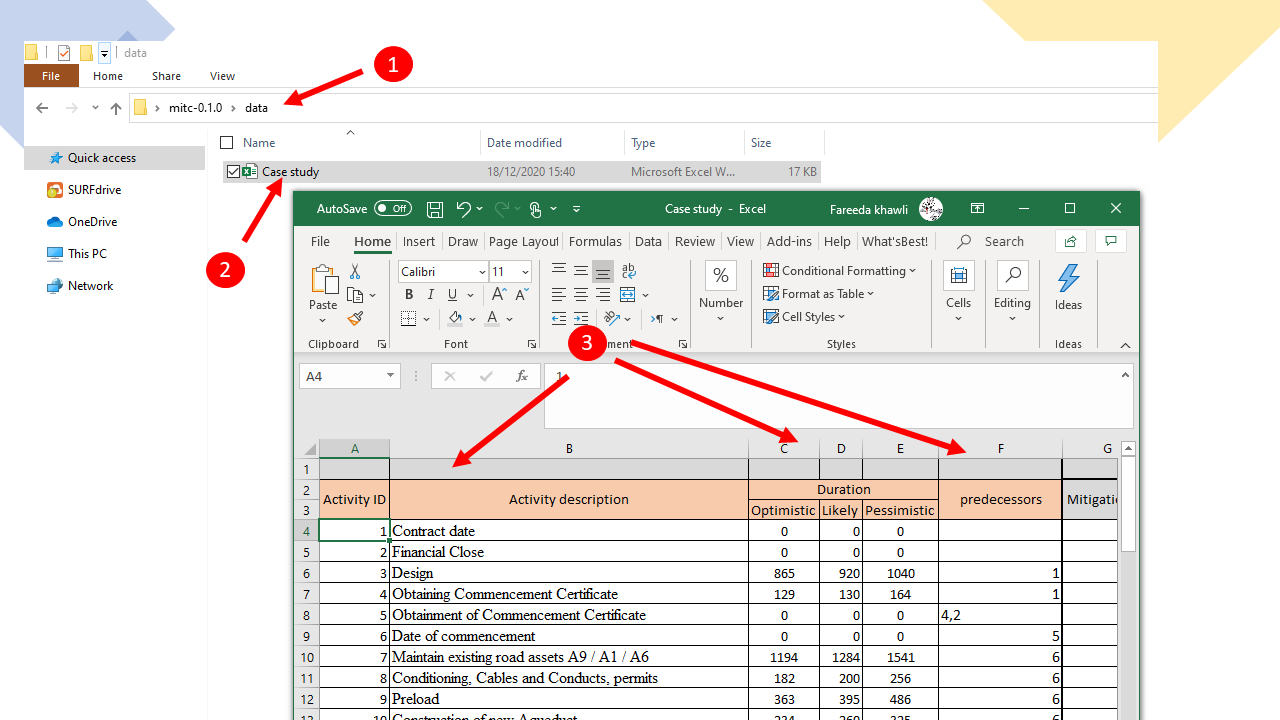 data
1
File Home Share View
mitc-0.1.0 data
Name Date modified Type Size
Quick access
Case study 18/12/2020 15:40 Microsoft Excel W... 17 KB
SURFdrive
OneDrive
This PC
Network
2
AutoSave Off Case study - Excel Fareeda khawli
File Home Insert Draw Page Layout Formulas Data Review View Add-ins Help What'sBest! Search
Calibri 11
Paste
B I U A A
A
ab
%
Number
Conditional Formatting
Format as Table
Cell Styles
Cells
Editing
Ideas
Clipboard Font 3 Styles Ideas
A4 fx 1
A B C D E F G
1
2 Activity ID Activity description Duration predecessors
3 Optimistic Likely Pessimistic
4 1 Contract date 0 0 0
5 2 Financial Close 0 0 0
6 3 Design 865 920 1040 1
7 4 Obtaining Commencement Certificate 129 130 164 1
8 5 Obtainment of Commencement Certificate 0 0 0 4,2
9 6 Date of commencement 0 0 0 5
10 7 Maintain existing road assets A9 / A1 / A6 1194 1284 1541 6
11 8 Conditioning, Cables and Conducts, permits 182 200 256 6
12 9 Preload 363 395 486 6
13 10 Construction of new Aqueduct 6